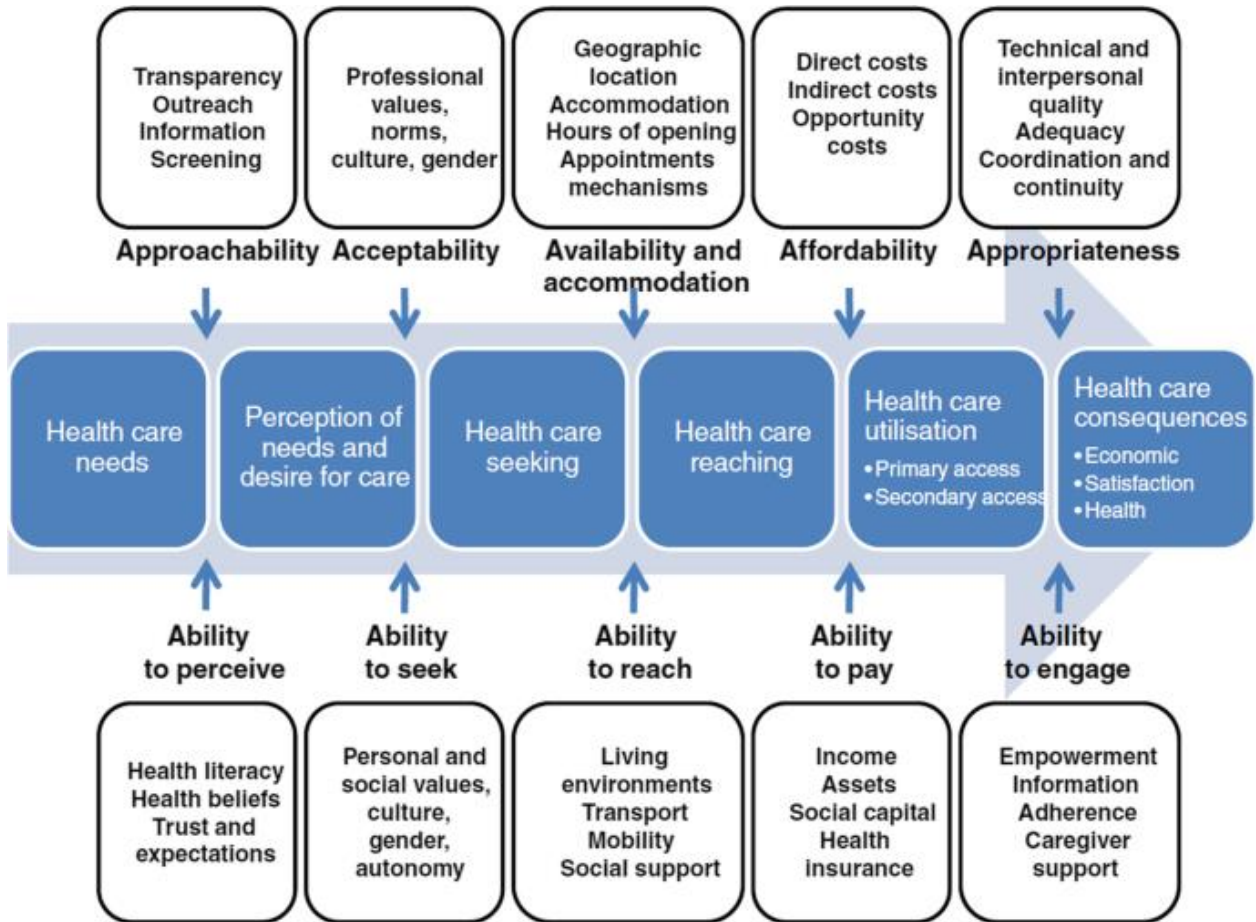 Transparency
Outreach
Information
Screening
Professional
values,
norms,
culture, gender
Geographic
location
Accommodation
Hours of opening
Appointments
mechanisms
Direct costs
Indirect costs
Opportunity
costs
Technical and
interpersonal
quality
Adequacy
Coordination and
continuity
Approachability
Acceptability
Availability and
accommodation
Affordability
Appropriateness
Health care
needs
Perception of
needs and
desire for care
Health care
seeking
Health care
reaching
Health care
utilisation
•Primary access
•Secondary access
Health care
consequences
•Economic
•Satisfaction
•Health
Ability
to perceive
Ability
to seek
Ability
to reach
Ability
to pay
Ability
to engage
Health literacy
Health beliefs
Trust and
expectations
Personal and
social values,
culture,
gender,
autonomy
Living
environments
Transport
Mobility
Social support
Income
Assets
Social capital
Health
insurance
Empowerment
Information
Adherence
Caregiver
support